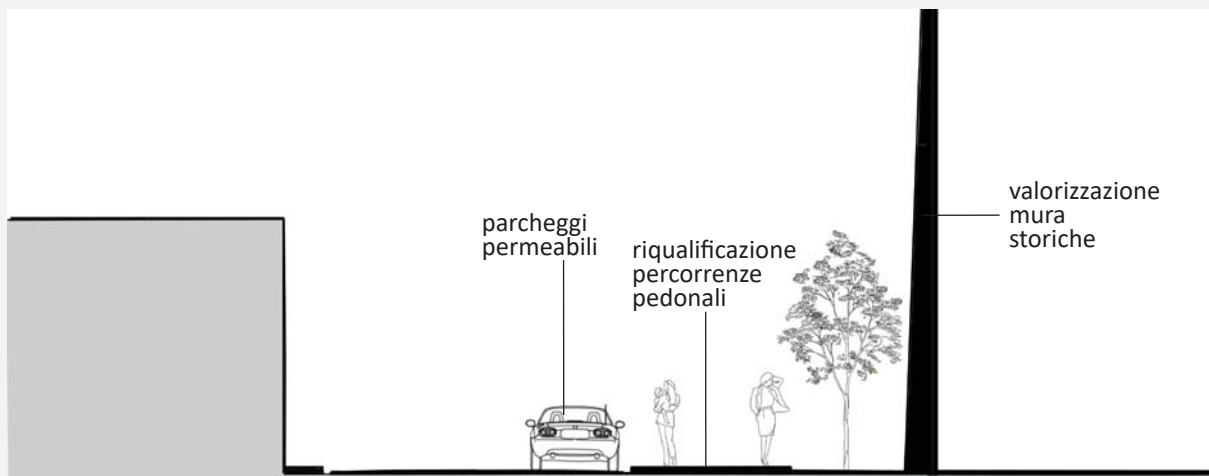 parcheggi
permeabili
riqualificazione
percorrenze
pedonali
valorizzazione
mura
storiche